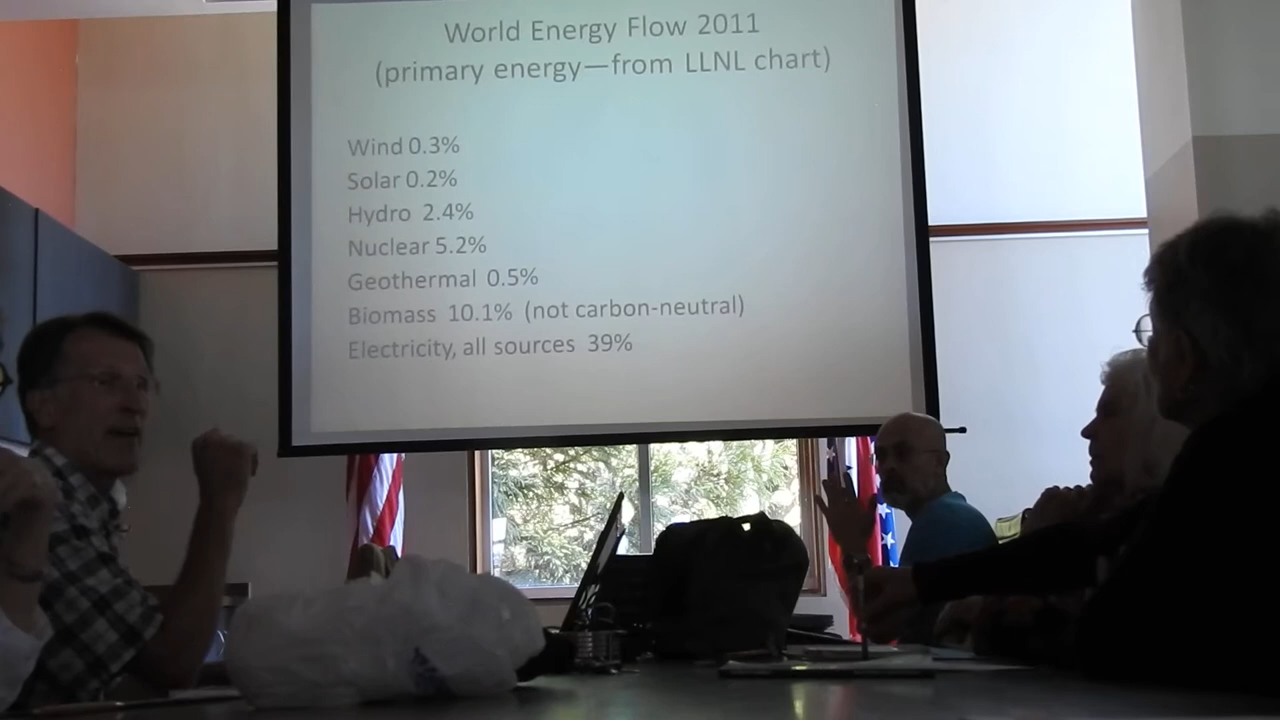 World Energy Flow 2011
(primary energy—from LLNL chart)
Wind 0.3%
Solar 0.2%
Hydro 2.4%
Nuclear 5.2%
Geothermal 0.5%
Biomass 10.1% (not carbon-neutral)
Electricity, all sources 39%